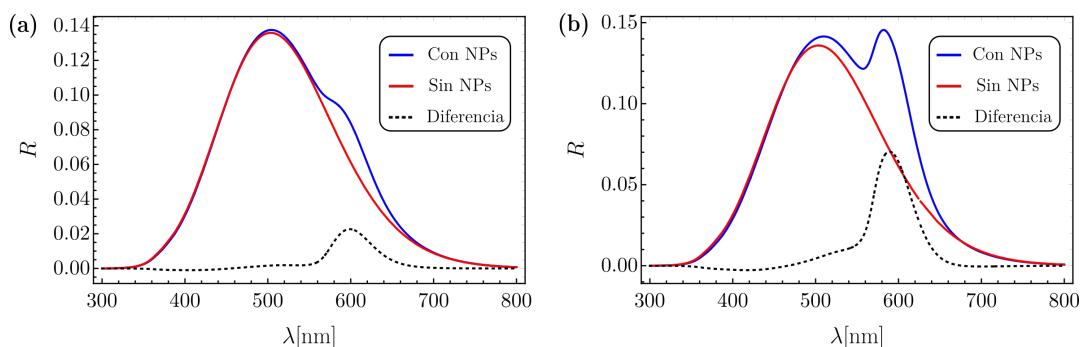 (a)
0.14
0.12
0.10
0.08
0.06
0.04
0.02
0.00
R
Con NPs
Sin NPs
Diferencia
300 400 500 600 700 800
λ[nm]
(b)
0.15
0.10
0.05
0.00
R
Con NPs
Sin NPs
Diferencia
300 400 500 600 700 800
λ[nm]